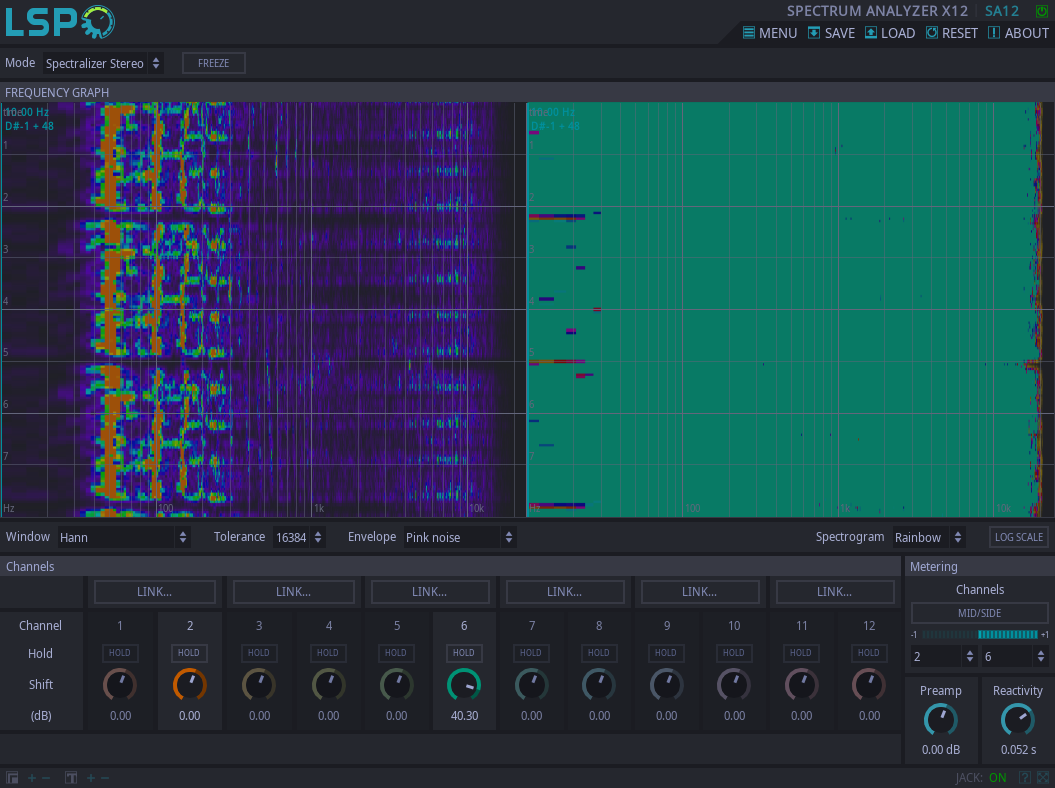 LSP
SPECTRUM ANALYZER X12 SA12
MENU SAVE LOAD RESET ABOUT
Mode Spectralizer Stereo FREEZE
FREQUENCY GRAPH
10:00 Hz
D#-1 + 48
1
2
3
4
5
6
7
Hz 100 1k 10k
10:00 Hz
D#-1 + 48
Hz 100 1k 10k
Window Hann Tolerance 16384 Envelope Pink noise Spectrogram Rainbow LOG SCALE
Channels
LINK... LINK... LINK... LINK... LINK... LINK...
Channel 1 2 3 4 5 6 7 8 9 10 11 12
Hold HOLD HOLD HOLD HOLD HOLD HOLD HOLD HOLD HOLD HOLD HOLD HOLD
Shift
(dB) 0.00 0.00 0.00 0.00 0.00 40.30 0.00 0.00 0.00 0.00 0.00 0.00
Metering
Channels
MID/SIDE
-1 +1
2 6
Preamp Reactivity
0.00 dB 0.052 s
JACK: ON